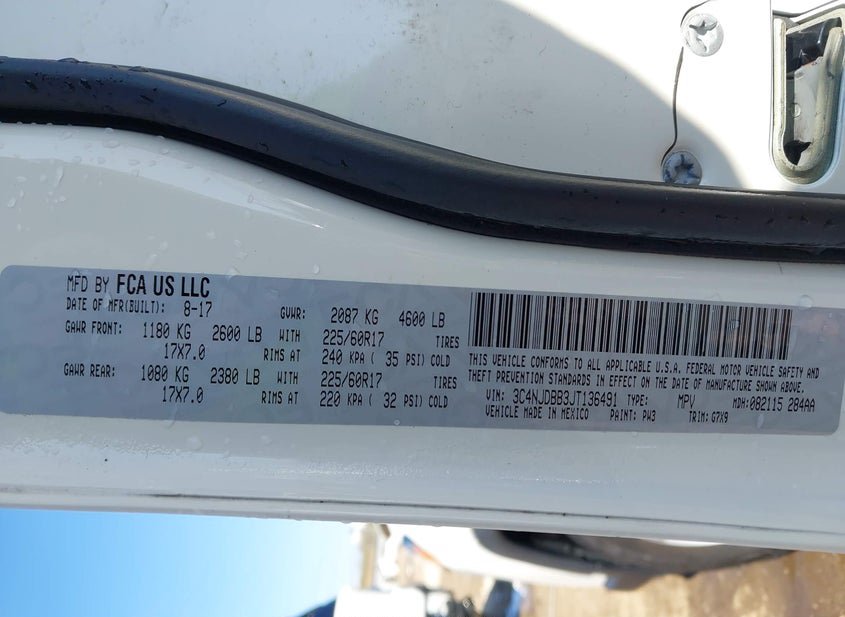 MFD BY FCA US LLC
DATE OF MFR(BUILT): 8-17 GVWR: 2087 KG 4600 LB
GAWR FRONT: 1180 KG 2600 LB WITH 225/60R17 TIRES
17X7.0 RIMS AT 240 KPA ( 35 PSI) COLD
GAWR REAR: 1080 KG 2380 LB WITH 225/60R17 TIRES
17X7.0 RIMS AT 220 KPA ( 32 PSI) COLD
THIS VEHICLE CONFORMS TO ALL APPLICABLE U.S.A. FEDERAL MOTOR VEHICLE SAFETY AND
THEFT PREVENTION STANDARDS IN EFFECT ON THE DATE OF MANUFACTURE SHOWN ABOVE.
VIN: 3C4NJDBB3JT136491 TYPE: MPV MDH:082115 284AA
VEHICLE MADE IN MEXICO PAINT: PW3 TRIM: G7X9